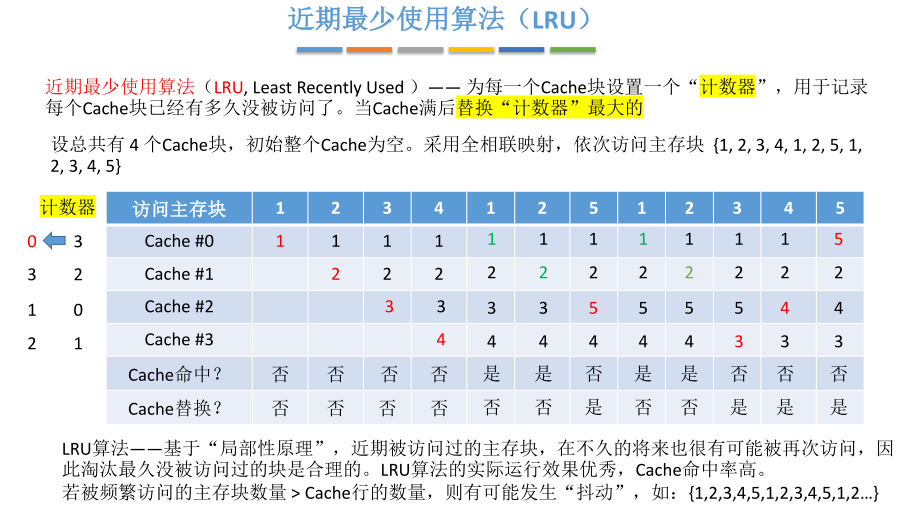 近期最少使用算法（LRU）
近期最少使用算法（LRU, Least Recently Used ）—— 为每一个Cache块设置一个“计数器”，用于记录
每个Cache块已经有多久没被访问了。当Cache满后替换“计数器”最大的
设总共有 4 个Cache块，初始整个Cache为空。采用全相联映射，依次访问主存块 {1, 2, 3, 4, 1, 2, 5, 1,
2, 3, 4, 5}
计数器 访问主存块 1 2 3 4 1 2 5 1 2 3 4 5
0 3 Cache #0 1 1 1 1 1 1 1 1 1 1 1 5
3 2 Cache #1 2 2 2 2 2 2 2 2 2 2 2
1 0 Cache #2 3 3 3 3 5 5 5 5 4 4
2 1 Cache #3 4 4 4 4 4 4 3 3 3
Cache命中？ 否 否 否 否 是 是 否 是 是 否 否 否
Cache替换？ 否 否 否 否 否 否 是 否 否 是 是 是
LRU算法——基于“局部性原理”，近期被访问过的主存块，在不久的将来也很有可能被再次访问，因
此淘汰最久没被访问过的块是合理的。LRU算法的实际运行效果优秀，Cache命中率高。
若被频繁访问的主存块数量 > Cache行的数量，则有可能发生“抖动”，如：{1,2,3,4,5,1,2,3,4,5,1,2…}